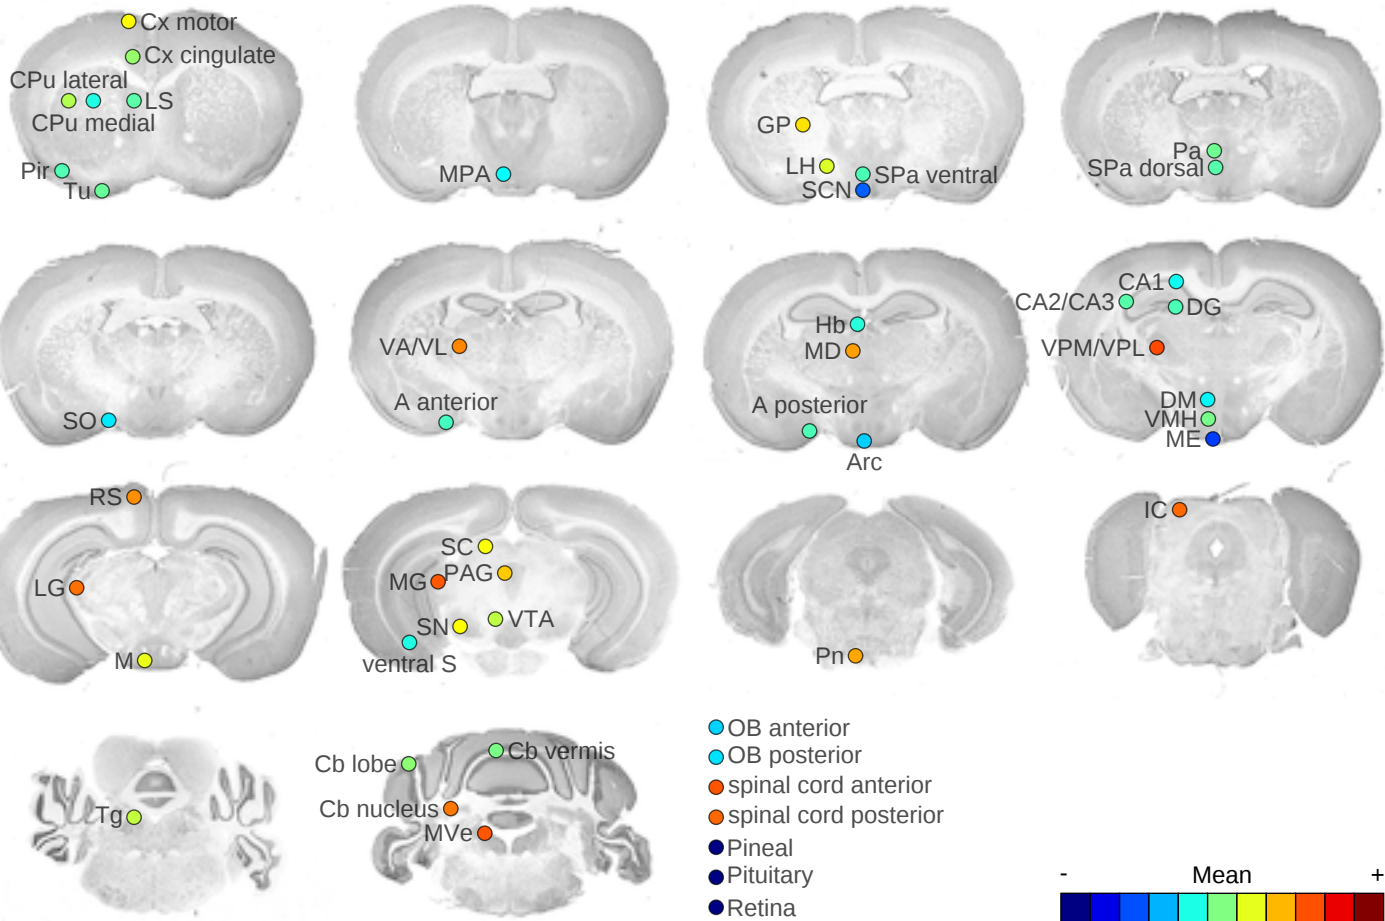 Cx motor
Cx cingulate
CPu lateral
LS
CPu medial
Pir
Tu
MPA
GP
LH
SPa ventral
SCN
Pa
SPa dorsal
SO
VA/VL
A anterior
Hb
MD
A posterior
Arc
CA1
CA2/CA3
DG
VPM/VPL
DM
VMH
ME
RS
LG
M
SC
MG
PAG
SN
VTA
ventral S
Pn
IC
Tg
Cb lobe
Cb vermis
Cb nucleus
MVe
OB anterior
OB posterior
spinal cord anterior
spinal cord posterior
Pineal
Pituitary
Retina
- Mean +